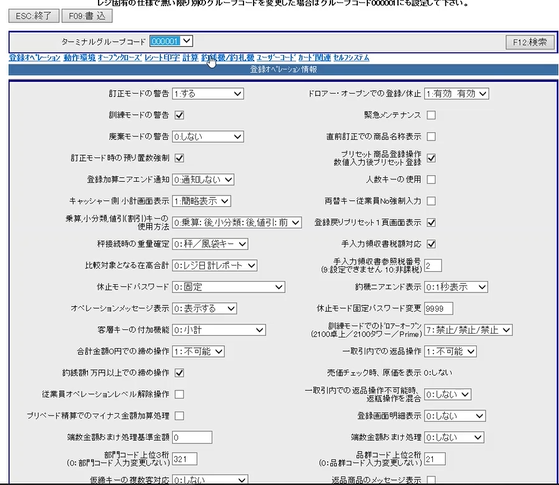 レジ固有の仕様で無い限り別のグループコードを変更した場合はグループコード000001にも設定して下さい。
ESC:終了 F09:書 込
ターミナルグループコード 000001 F12:検索
登録オペレーション 動作環境 オープンクローズ レシート印字 計算 釣銭機/釣札機 ユーザーコード カード関連 セルフシステム
登録オペレーション情報
訂正モードの警告 1:する ドロアー・オープンでの登録/休止 1:有効 有効
訓練モードの警告 緊急メンテナンス
廃棄モードの警告 0:しない 直前訂正での商品名称表示
訂正モード時の預り置数強制 プリセット商品登録操作
数値入力後プリセット登録
登録加算ニアエンド通知 0:通知しない 人数キーの使用
キャッシャー側 小計画面表示 1:簡略表示 両替キー従業員No強制入力
乗算,小分類,値引(割引)キーの
使用方法 0:乗算:後,小分類:後,値引:前 登録戻りプリセット1頁画面表示
秤接続時の重量確定 0:秤/風袋キー 手入力領収書税額対応
比較対象となる在高合計 0:レジ日計レポート 手入力領収書参照税番号
(9:設定できません 10:非課税) 2
休止モードパスワード 0:固定 釣機ニアエンド表示 0:1秒表示
オペレーションメッセージ表示 0:表示する 休止モード固定パスワード変更 9999
客層キーの付加機能 0:小計 訓練モードでのドロアーオープン
(2100卓上/2100タワー/Prime) 7:禁止/禁止/禁止
合計金額0円での締め操作 1:不可能 一取引内での返品操作 1:不可能
釣銭額1万円以上での締め操作 売価チェック時、原価を表示 0:しない
従業員オペレーションレベル解除操作 一取引内での返品操作不可能時、
返瓶操作を混合 0:しない
プリペード精算でのマイナス金額加算処理 登録画面明細表示 0:しない
端数金額おまけ処理基準金額 0 端数金額おまけ処理 0:しない
部門コード上位3桁
(0:部門コード入力変更しない) 321 品群コード上位2桁
(0:品群コード入力変更しない) 21
仮締キーの複数客対応 0:しない 返品商品のメッセージ表示